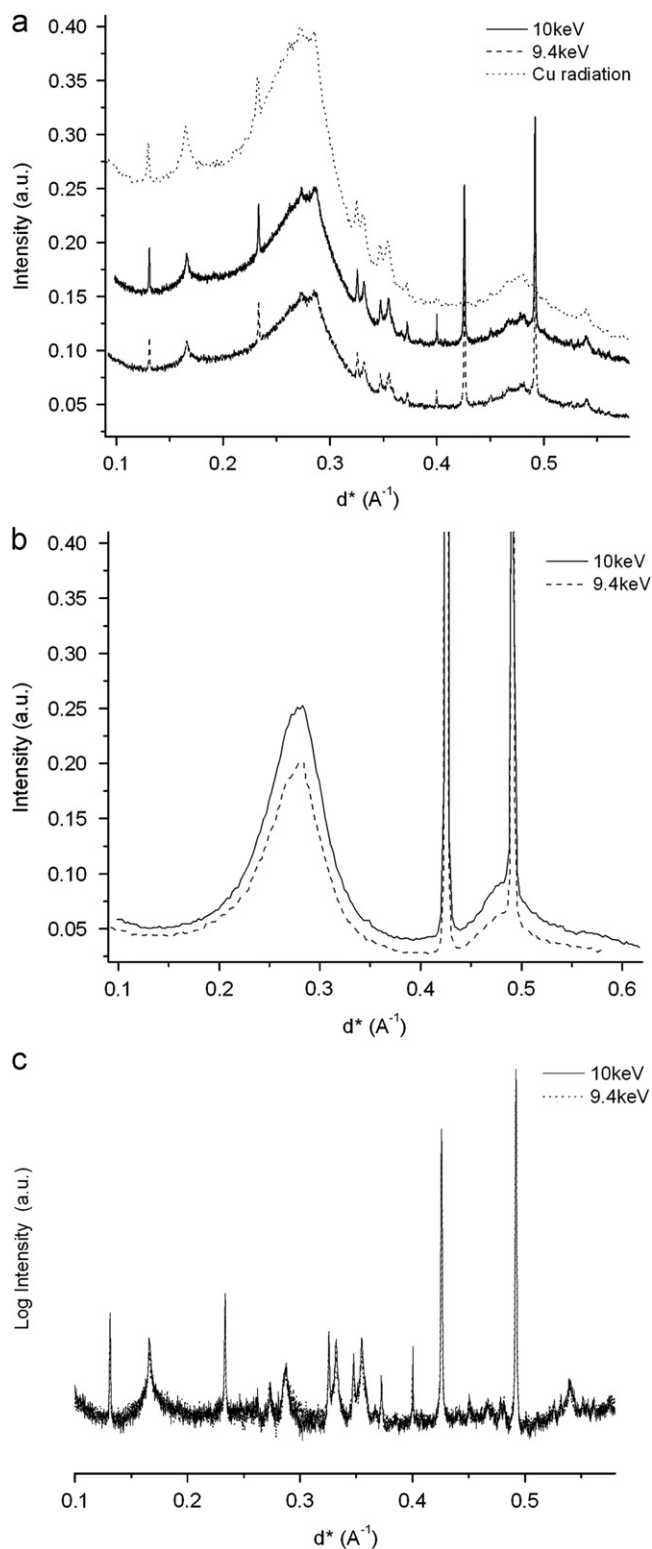 a
10keV
9.4keV
Cu radiation
0.40
0.35
0.30
0.25
0.20
0.15
0.10
0.05
Intensity (a.u.)
0.1 0.2 0.3 0.4 0.5
d* (A⁻¹)
b
10keV
9.4keV
0.40
0.35
0.30
0.25
0.20
0.15
0.10
0.05
Intensity (a.u.)
0.1 0.2 0.3 0.4 0.5 0.6
d* (A⁻¹)
c
10keV
9.4keV
Log Intensity (a.u.)
0.1 0.2 0.3 0.4 0.5
d* (A⁻¹)